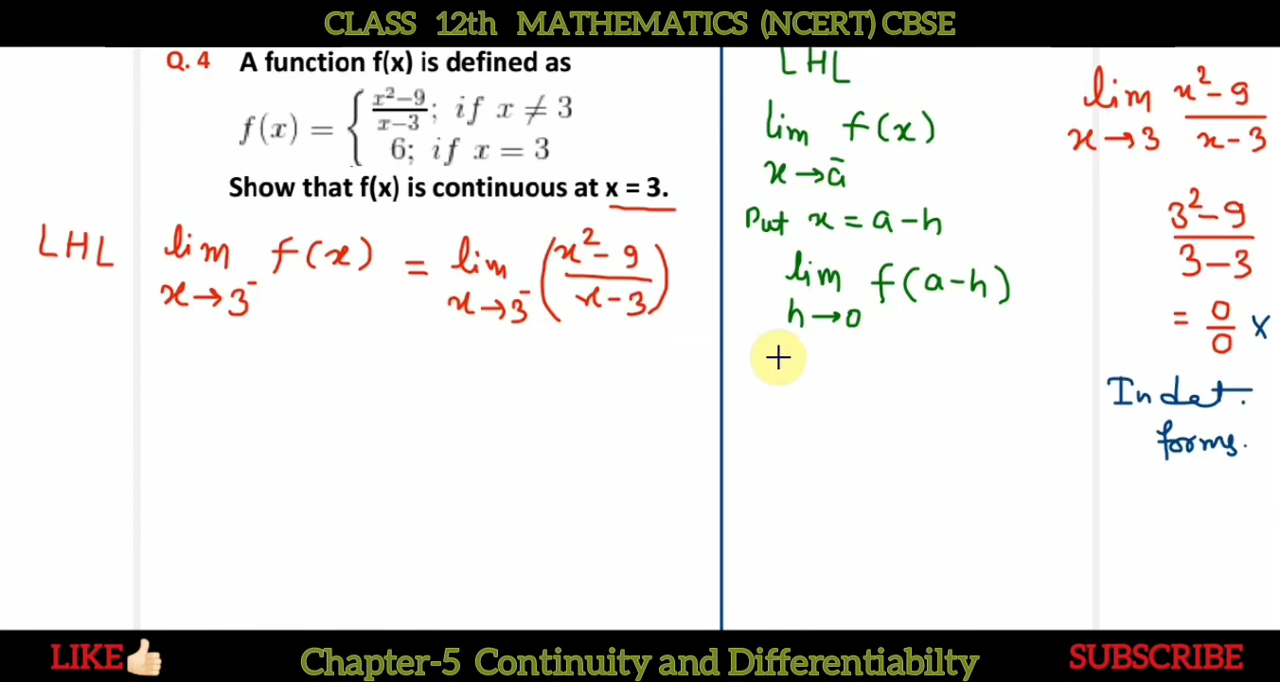 CLASS 12th MATHEMATICS (NCERT) CBSE
Q. 4 A function f(x) is defined as
f(x) = { x²−9 / x−3 ; if x ≠ 3
6; if x = 3
Show that f(x) is continuous at x = 3.
LHL lim f(x) = lim (x²-9 / x-3)
x→3⁻ x→3⁻
LHL
lim f(x)
x→a⁻
Put x = a-h
lim f(a-h)
h→0
lim x²-9 / x-3
x→3
3²-9
3-3
= 0/0 ×
Indet.
forms.
LIKE Chapter-5 Continuity and Differentiabilty SUBSCRIBE